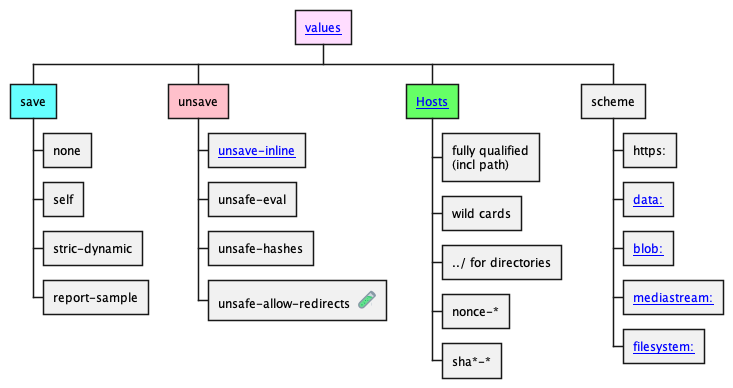 values
save
unsave
Hosts
scheme
none
self
stric-dynamic
report-sample
unsave-inline
unsafe-eval
unsafe-hashes
unsafe-allow-redirects
fully qualified
(incl path)
wild cards
../ for directories
nonce-*
sha*-*
https:
data:
blob:
mediastream:
filesystem: